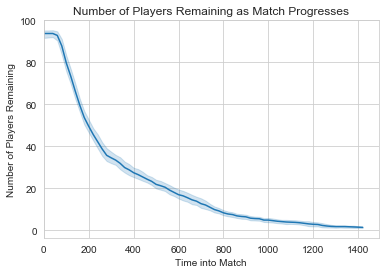 Number of Players Remaining as Match Progresses
Number of Players Remaining
100
80
60
40
20
0
0 200 400 600 800 1000 1200 1400
Time into Match